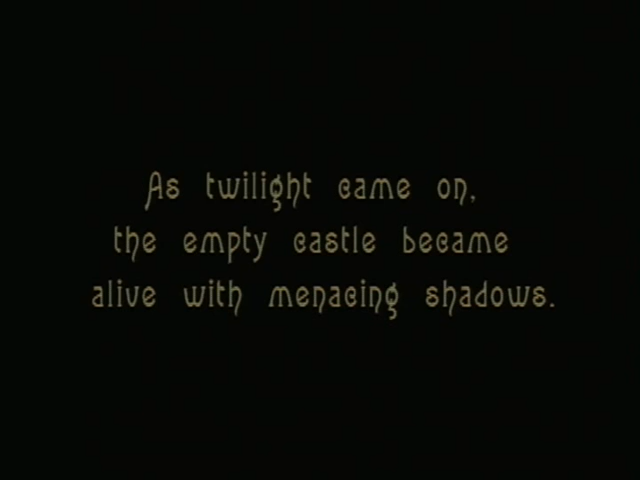 As twilight came on,
the empty castle became
alive with menacing shadows.